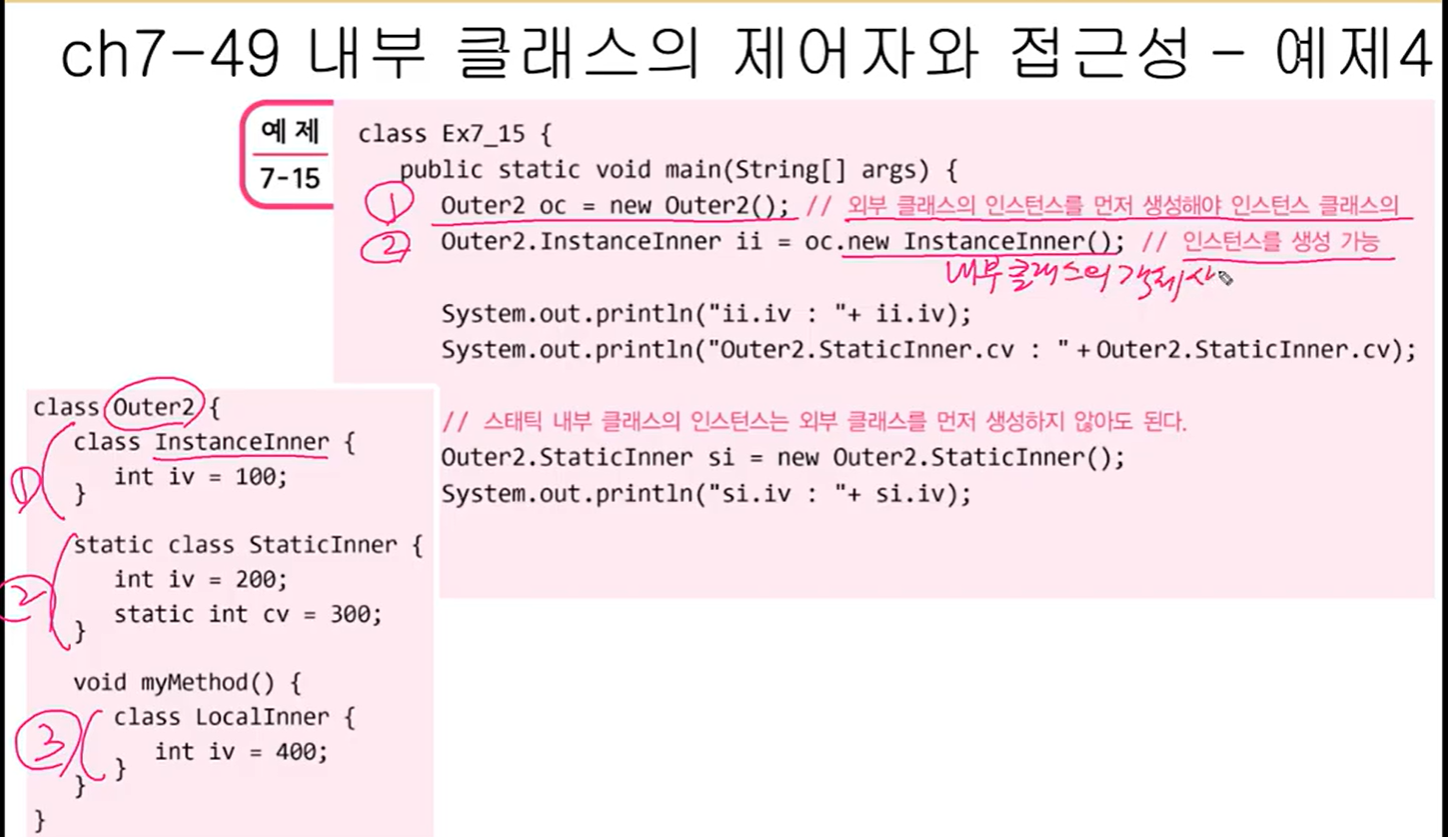 ch7-49 내부 클래스의 제어자와 접근성 - 예제4
예제
7-15
class Ex7_15 {
public static void main(String[] args) {
① Outer2 oc = new Outer2(); // 외부 클래스의 인스턴스를 먼저 생성해야 인스턴스 클래스의
② Outer2.InstanceInner ii = oc.new InstanceInner(); // 인스턴스를 생성 가능
내부클래스의 객체
System.out.println("ii.iv : "+ ii.iv);
System.out.println("Outer2.StaticInner.cv : "+Outer2.StaticInner.cv);
// 스태틱 내부 클래스의 인스턴스는 외부 클래스를 먼저 생성하지 않아도 된다.
Outer2.StaticInner si = new Outer2.StaticInner();
System.out.println("si.iv : "+ si.iv);
class Outer2 {
① class InstanceInner {
int iv = 100;
}
② static class StaticInner {
int iv = 200;
static int cv = 300;
}
void myMethod() {
③ class LocalInner {
int iv = 400;
}
}
}